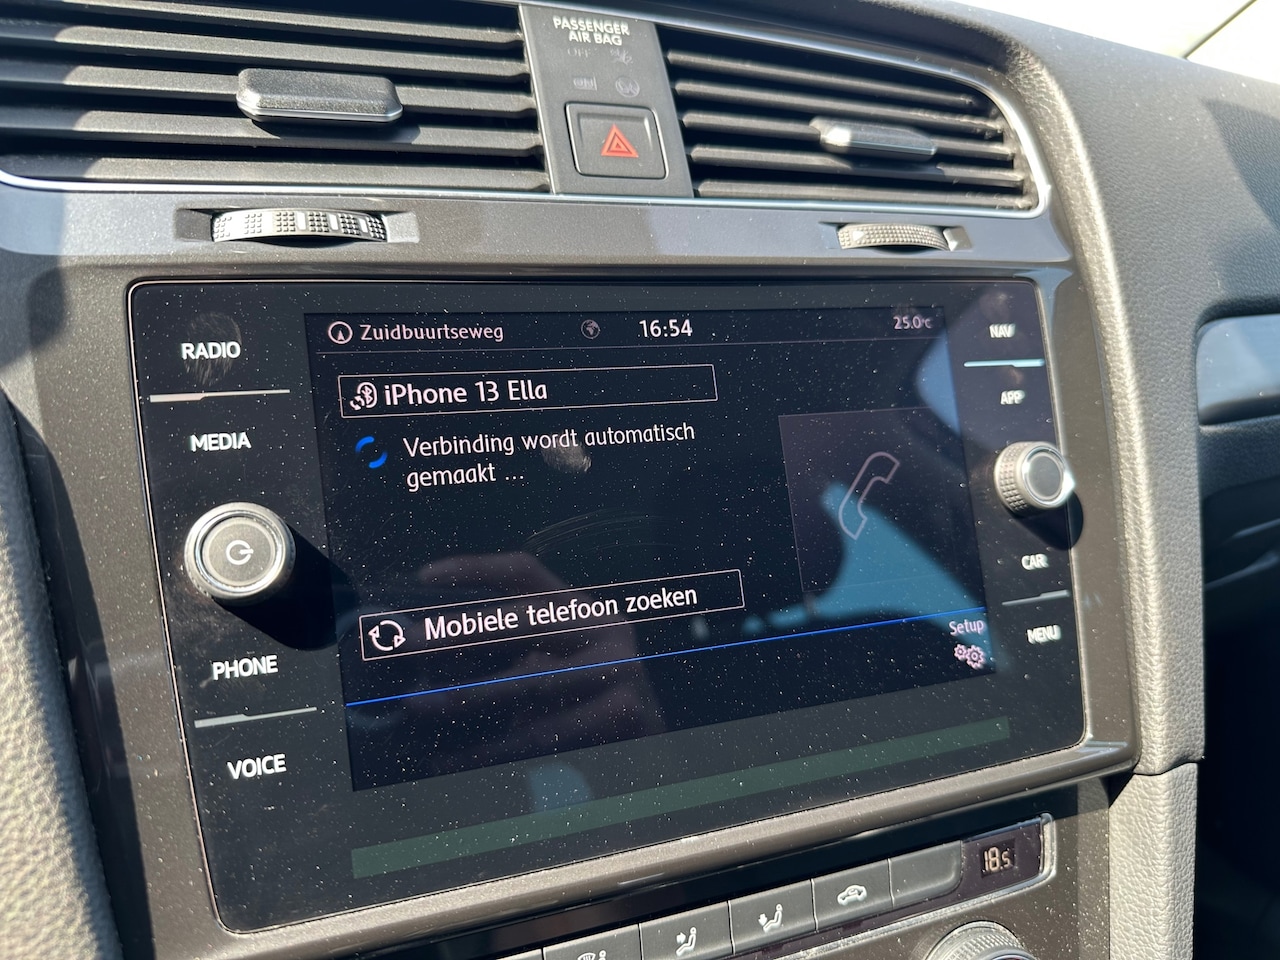 PASSENGER
AIR BAG
OFF
Zuidbuurtseweg
16:54
25.0°C
RADIO
MEDIA
PHONE
VOICE
iPhone 13 Ella
Verbinding wordt automatisch
gemaakt ...
Mobiele telefoon zoeken
Setup
NAV
APP
CAR
MENU
18.5